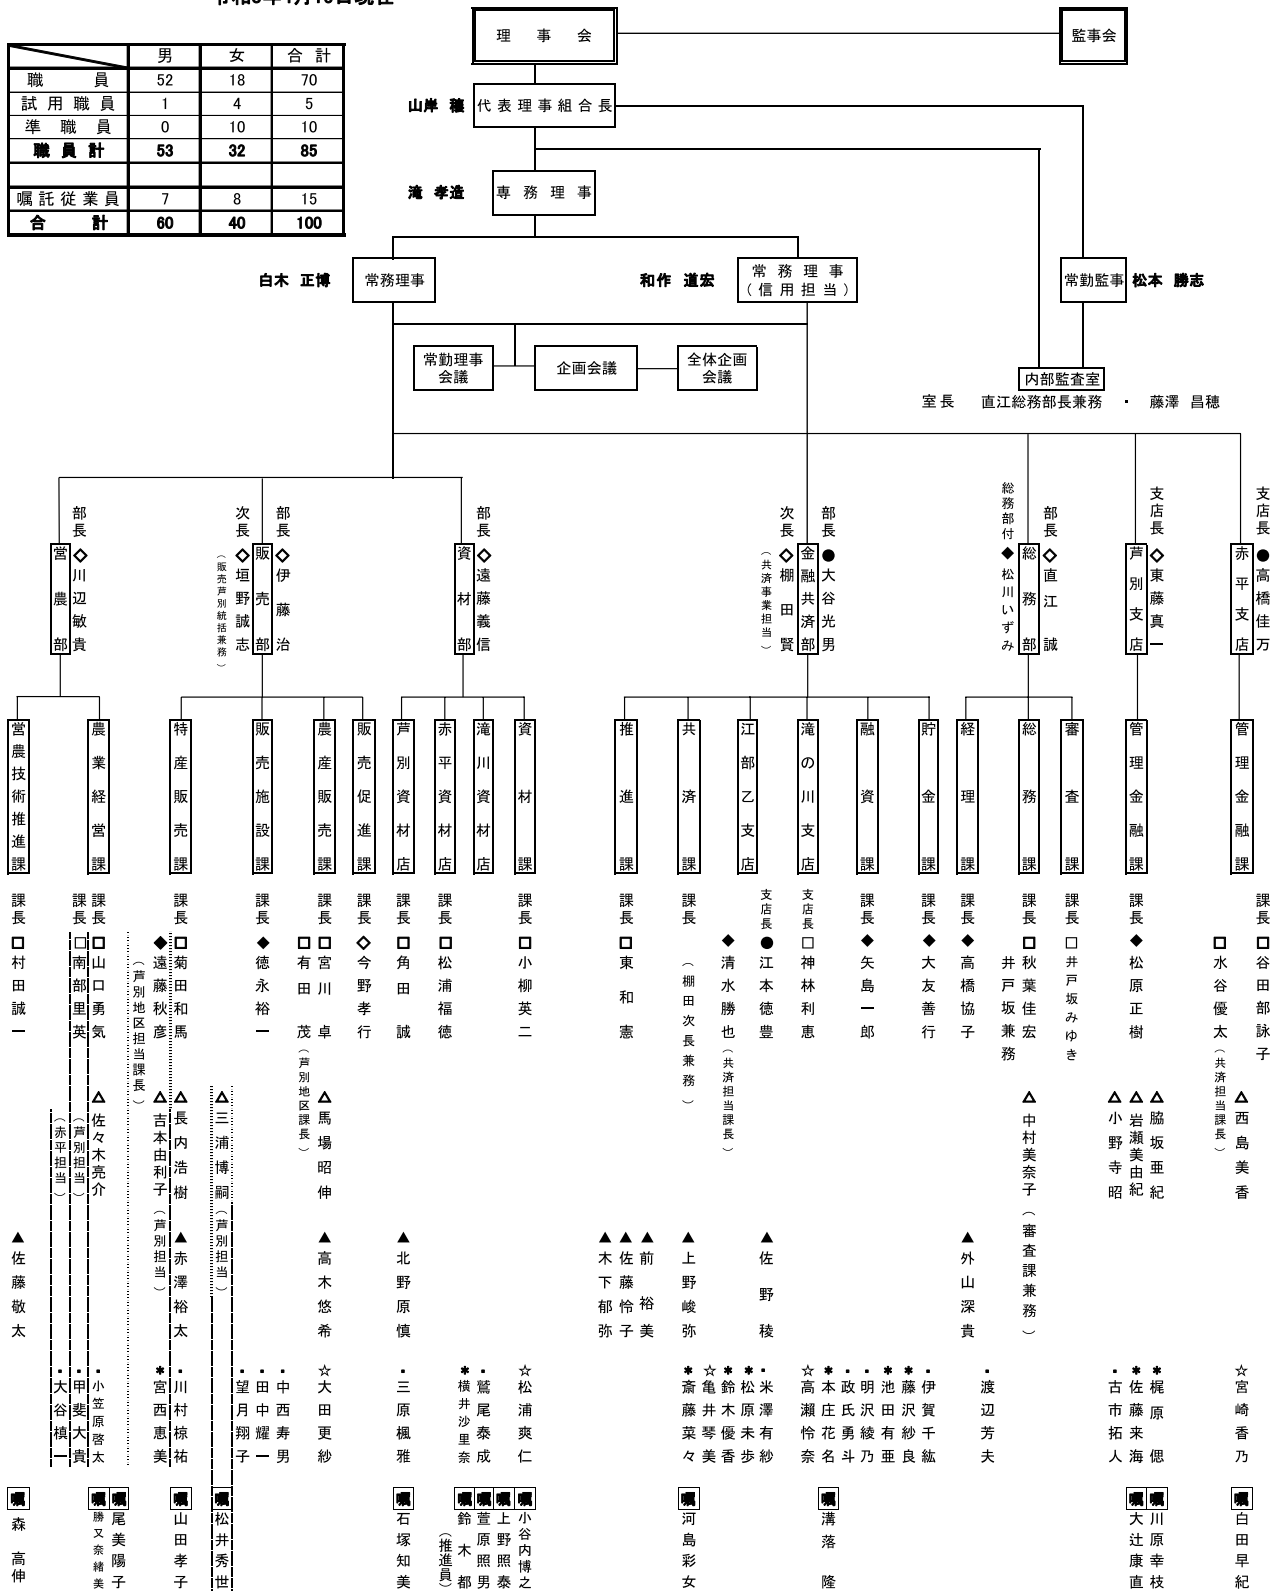 男 女 合計
職員 52 18 70
試用職員 1 4 5
準職員 0 10 10
職員計 53 32 85
嘱託従業員 7 8 15
合計 60 40 100
理事会
監事会
山岸 穰 代表理事組合長
滝 孝造 専務理事
白木 正博 常務理事
和作 道宏 常務理事
(信用担当)
常勤監事 松本 勝志
常勤理事
会議
企画会議
全体企画
会議
内部監査室
室長 直江総務部長兼務 ・ 藤澤 昌穂
営農部
部長 ◇川辺敏貴
販売部
部長 ◇伊藤治
次長 ◇垣野誠志
(販売芦別統括兼務)
資材部
部長 ◇遠藤義信
金融共済部
部長 ●大谷光男
次長 ◇棚田賢
(共済事業担当)
総務部
部長 ◇直江誠
総務部付 ◆松川いずみ
芦別支店
支店長 ◇東藤真一
赤平支店
支店長 ●高橋佳万
営農技術推進課
課長 □村田誠一
▲佐藤敬太
嘱 森高伸
農業経営課
課長 □山口勇気
課長 □南部里英
△佐々木亮介
(芦別担当)
(赤平担当)
・小笠原啓太
・甲斐大貴
・大谷槙一
嘱 勝又奈緒美
嘱 尾美陽子
特産販売課
課長 □菊田和馬
◆遠藤秋彦
(芦別地区担当課長)
△長内浩樹
△吉本由利子(芦別担当)
▲赤澤裕太
・川村椋祐
*宮西恵美
嘱 山田孝子
△三浦博嗣(芦別担当)
嘱 松井秀世
販売施設課
課長 ◆徳永裕一
・中西寿男
・田中耀一
・望月翔子
農産販売課
課長 □宮川卓
□有田茂(芦別地区課長)
△馬場昭伸
▲高木悠希
☆大田更紗
販売促進課
課長 ◇今野孝行
芦別資材店
課長 □角田誠
▲北野原慎
・三原楓雅
嘱 石塚知美
赤平資材店
課長 □松浦福徳
滝川資材店
・鷲尾泰成
*横井沙里奈
嘱 鈴木都
(推進員)
嘱 萱原照男
嘱 上野照泰
資材課
課長 □小柳英二
☆松浦爽仁
嘱 小谷内博之
推進課
課長 □東和憲
▲前裕美
▲佐藤怜子
▲木下郁弥
共済課
課長 (棚田次長兼務)
▲上野峻弥
*斎藤菜々
☆亀井琴美
嘱 河島彩女
江部乙支店
支店長 ●江本徳豊
◆清水勝也(共済担当課長)
▲佐野稜
・米澤有紗
*松原未歩
*鈴木優香
滝の川支店
支店長 □神林利恵
☆高瀬怜奈
*本庄花名
・政氏勇斗
嘱 溝落隆
融資課
課長 ◆矢島一郎
・明沢綾乃
*池田有亜
貯金課
課長 ◆大友善行
・伊賀千紘
*藤沢紗良
経理課
課長 ◆高橋協子
▲外山深貴
・渡辺芳夫
総務課
課長 □秋葉佳宏
井戸坂兼務
△中村美奈子(審査課兼務)
審査課
課長 □井戸坂みゆき
管理金融課
課長 ◆松原正樹
△脇坂亜紀
△岩瀬美由紀
△小野寺昭
*梶原偲
*佐藤来海
・古市拓人
嘱 大辻康直
嘱 川原幸枝
管理金融課
課長 □谷田部詠子
□水谷優太(共済担当課長)
△西島美香
☆宮崎香乃
嘱 白田早紀